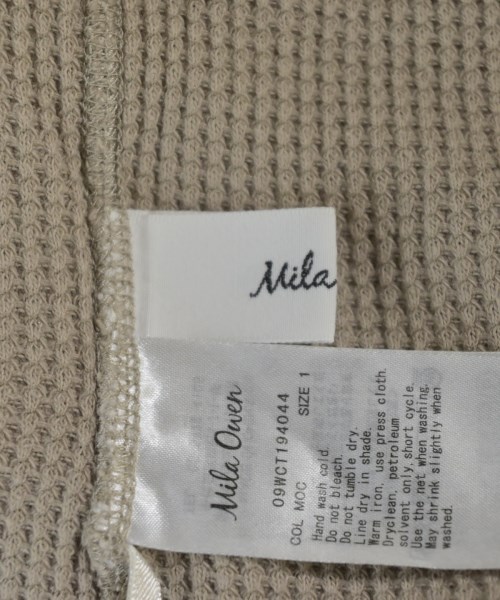 Mila
Mila Owen
09WCT194044
COL MOC SIZE 1
Hand wash cold.
Do not bleach.
Do not tumble dry.
Line dry in shade.
Warm iron, use press cloth.
Dryclean, petroleum
solvent only.short cycle.
Use the net when washing.
May shrink slightly when
washed.